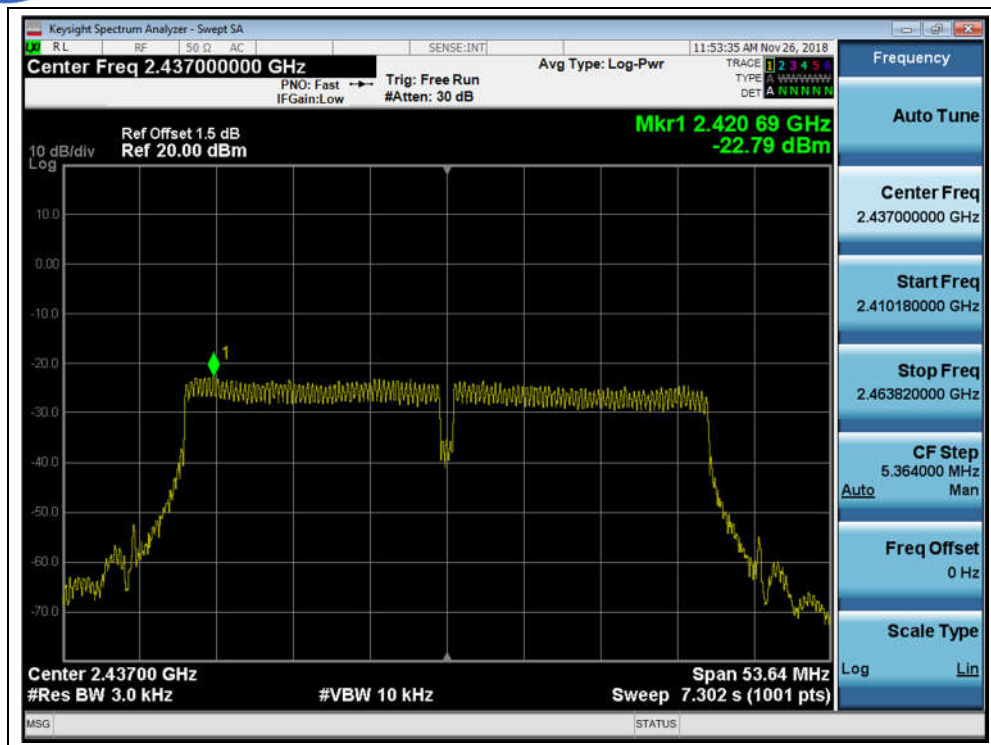 Keysight Spectrum Analyzer - Swept SA
LXI RL RF 50 Ω AC SENSE:INT 11:53:35 AM Nov 26, 2018
Center Freq 2.437000000 GHz
PNO: Fast
IFGain:Low
Trig: Free Run
#Atten: 30 dB
Avg Type: Log-Pwr
TRACE 1 2 3 4 5 6
TYPE A WWWWW
DET A N N N N N
Ref Offset 1.5 dB
10 dB/div Ref 20.00 dBm
Log
Mkr1 2.420 69 GHz
-22.79 dBm
10.0
0.00
-10.0
-20.0
-30.0
-40.0
-50.0
-60.0
-70.0
1
Center 2.43700 GHz Span 53.64 MHz
#Res BW 3.0 kHz #VBW 10 kHz Sweep 7.302 s (1001 pts)
MSG STATUS
Frequency
Auto Tune
Center Freq
2.437000000 GHz
Start Freq
2.410180000 GHz
Stop Freq
2.463820000 GHz
CF Step
5.364000 MHz
Auto Man
Freq Offset
0 Hz
Scale Type
Log Lin